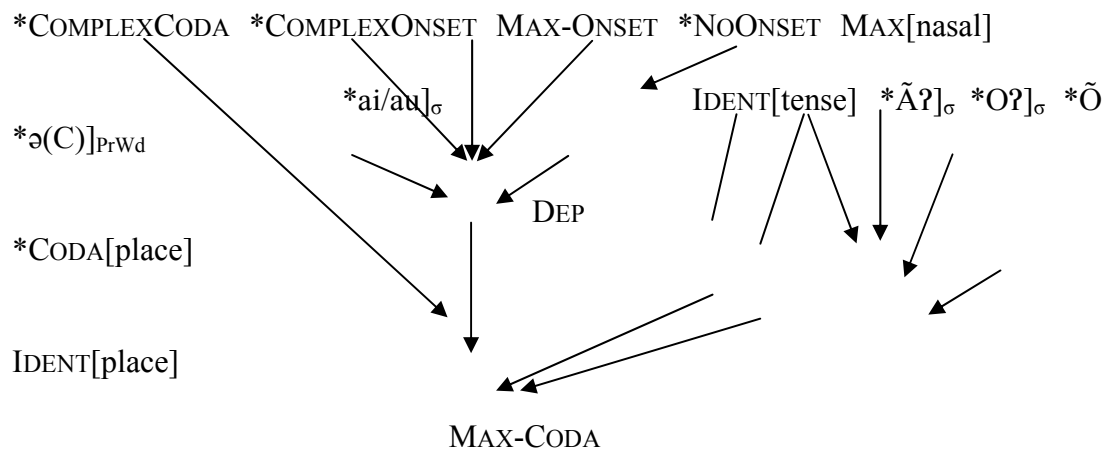 *COMPLEXCODA *COMPLEXONSET MAX-ONSET *NOONSET MAX[nasal]
*ai/au]σ IDENT[tense] *Ãʔ]σ *Oʔ]σ *Õ
*ə(C)]PrWd
DEP
*CODA[place]
IDENT[place]
MAX-CODA